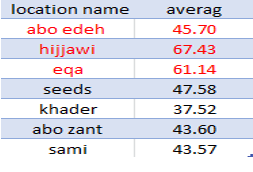 location name averag
abo edeh 45.70
hijjawi 67.43
eqa 61.14
seeds 47.58
khader 37.52
abo zant 43.60
sami 43.57